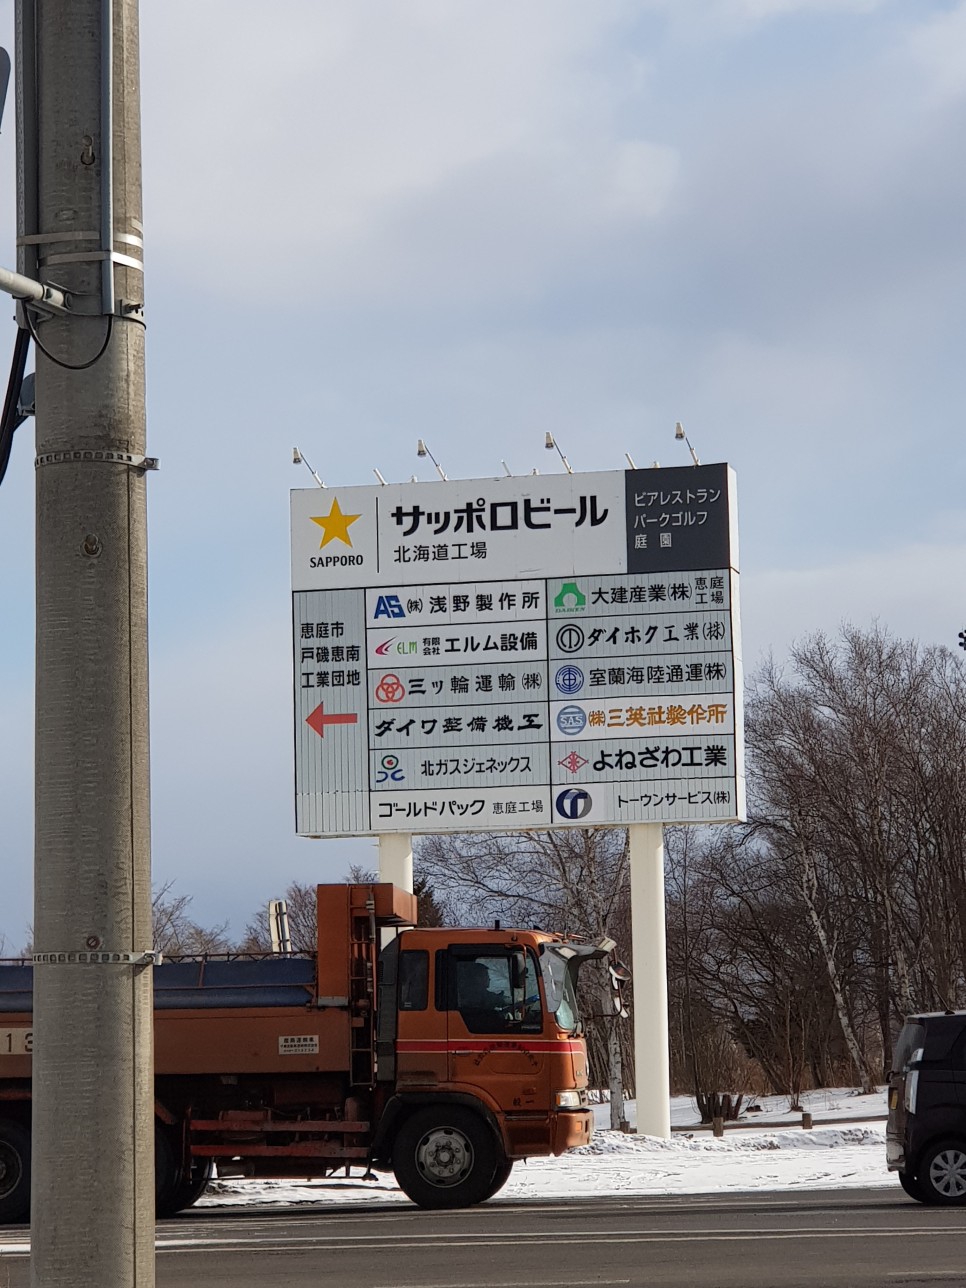 SAPPORO
サッポロビール
北海道工場
ビアレストラン
パークゴルフ
庭園
恵庭市
戸磯恵南
工業団地
AS (株)浅野製作所
ELM 有限会社 エルム設備
三ッ輪運輸(株)
ダイワ整備機工
北ガスジェネックス
ゴールドパック 恵庭工場
DAIKEN 大建産業(株)恵庭工場
ダイホク工業(株)
室蘭海陸通運(株)
SAS (株)三英社製作所
よねざわ工業
トーウンサービス(株)
13